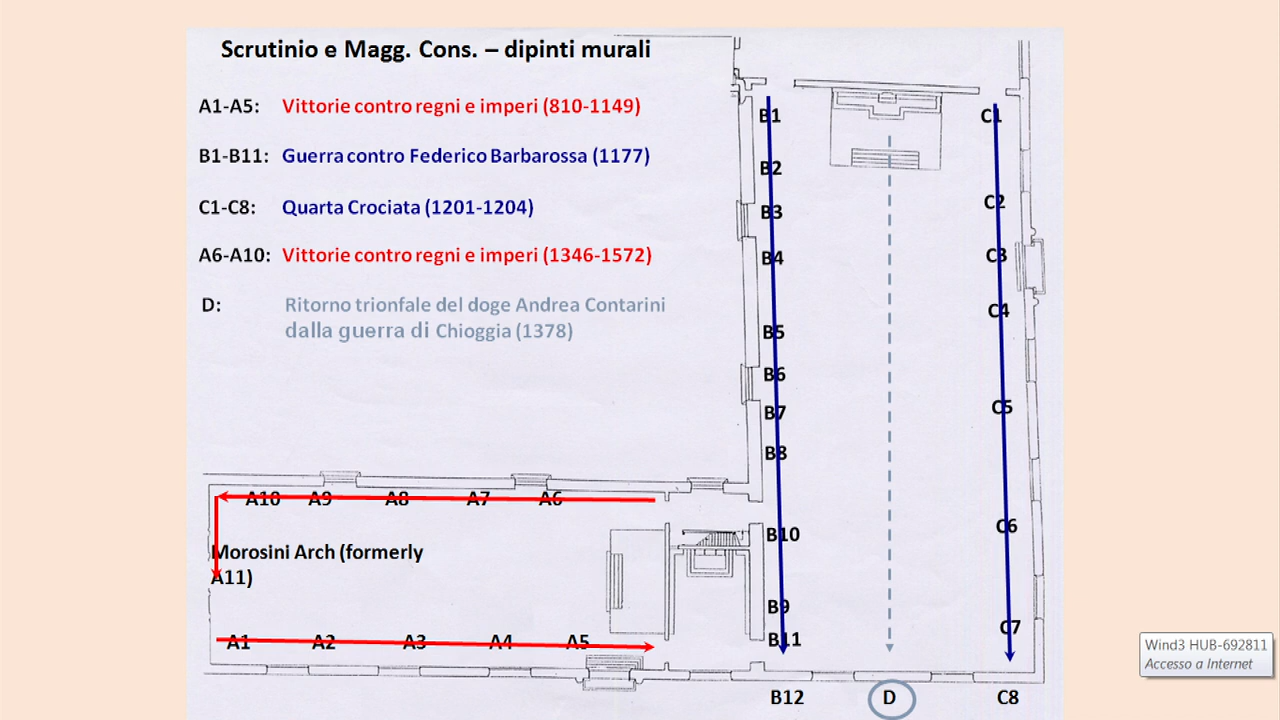 Scrutinio e Magg. Cons. – dipinti murali
A1-A5: Vittorie contro regni e imperi (810-1149)
B1-B11: Guerra contro Federico Barbarossa (1177)
C1-C8: Quarta Crociata (1201-1204)
A6-A10: Vittorie contro regni e imperi (1346-1572)
D: Ritorno trionfale del doge Andrea Contarini
dalla guerra di Chioggia (1378)
B1
B2
B3
B4
B5
B6
B7
B8
B10
B9
B11
B12
C1
C2
C3
C4
C5
C6
C7
C8
D
A10 A9 A8 A7 A6
Morosini Arch (formerly
A11)
A1 A2 A3 A4 A5
Wind3 HUB-692811
Accesso a Internet